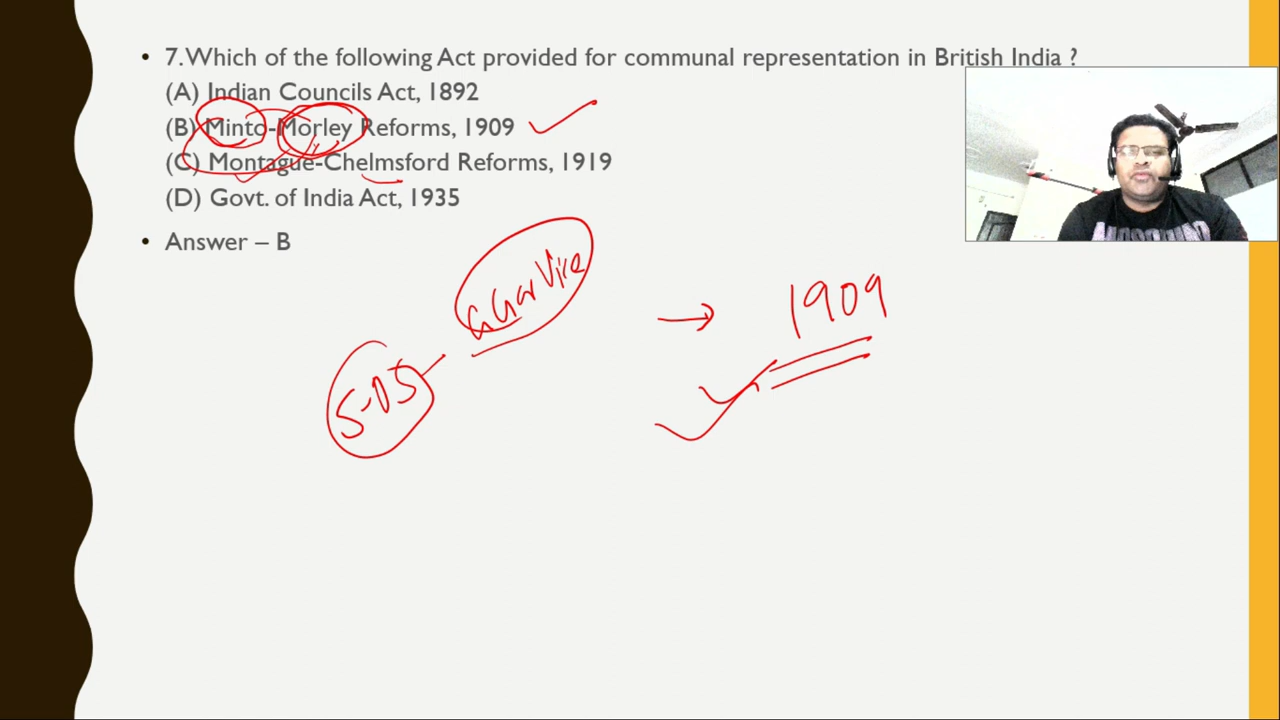 • 7. Which of the following Act provided for communal representation in British India ?
(A) Indian Councils Act, 1892
(B) Minto-Morley Reforms, 1909
(C) Montague-Chelmsford Reforms, 1919
(D) Govt. of India Act, 1935
• Answer – B
1909